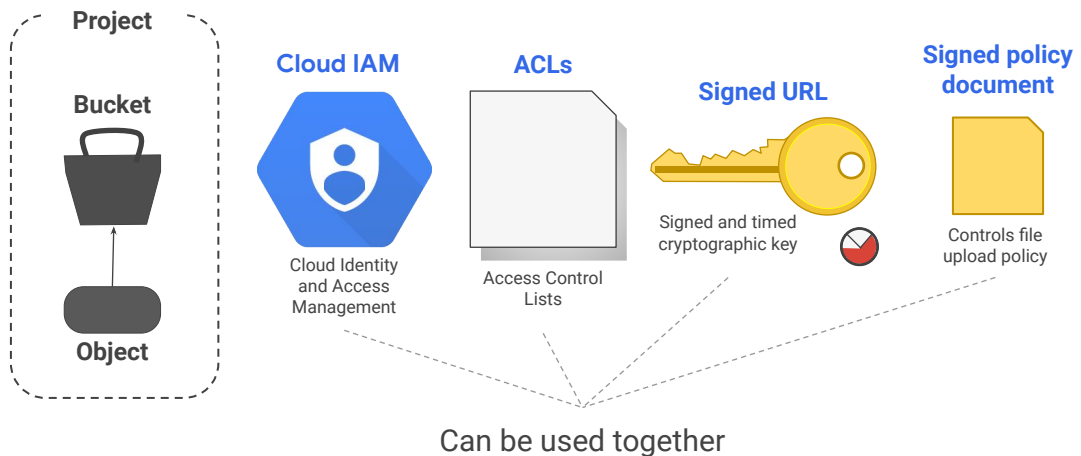 Project
Bucket
Object
Cloud IAM
Cloud Identity
and Access
Management
ACLs
Access Control
Lists
Signed URL
Signed and timed
cryptographic key
Signed policy
document
Controls file
upload policy
Can be used together